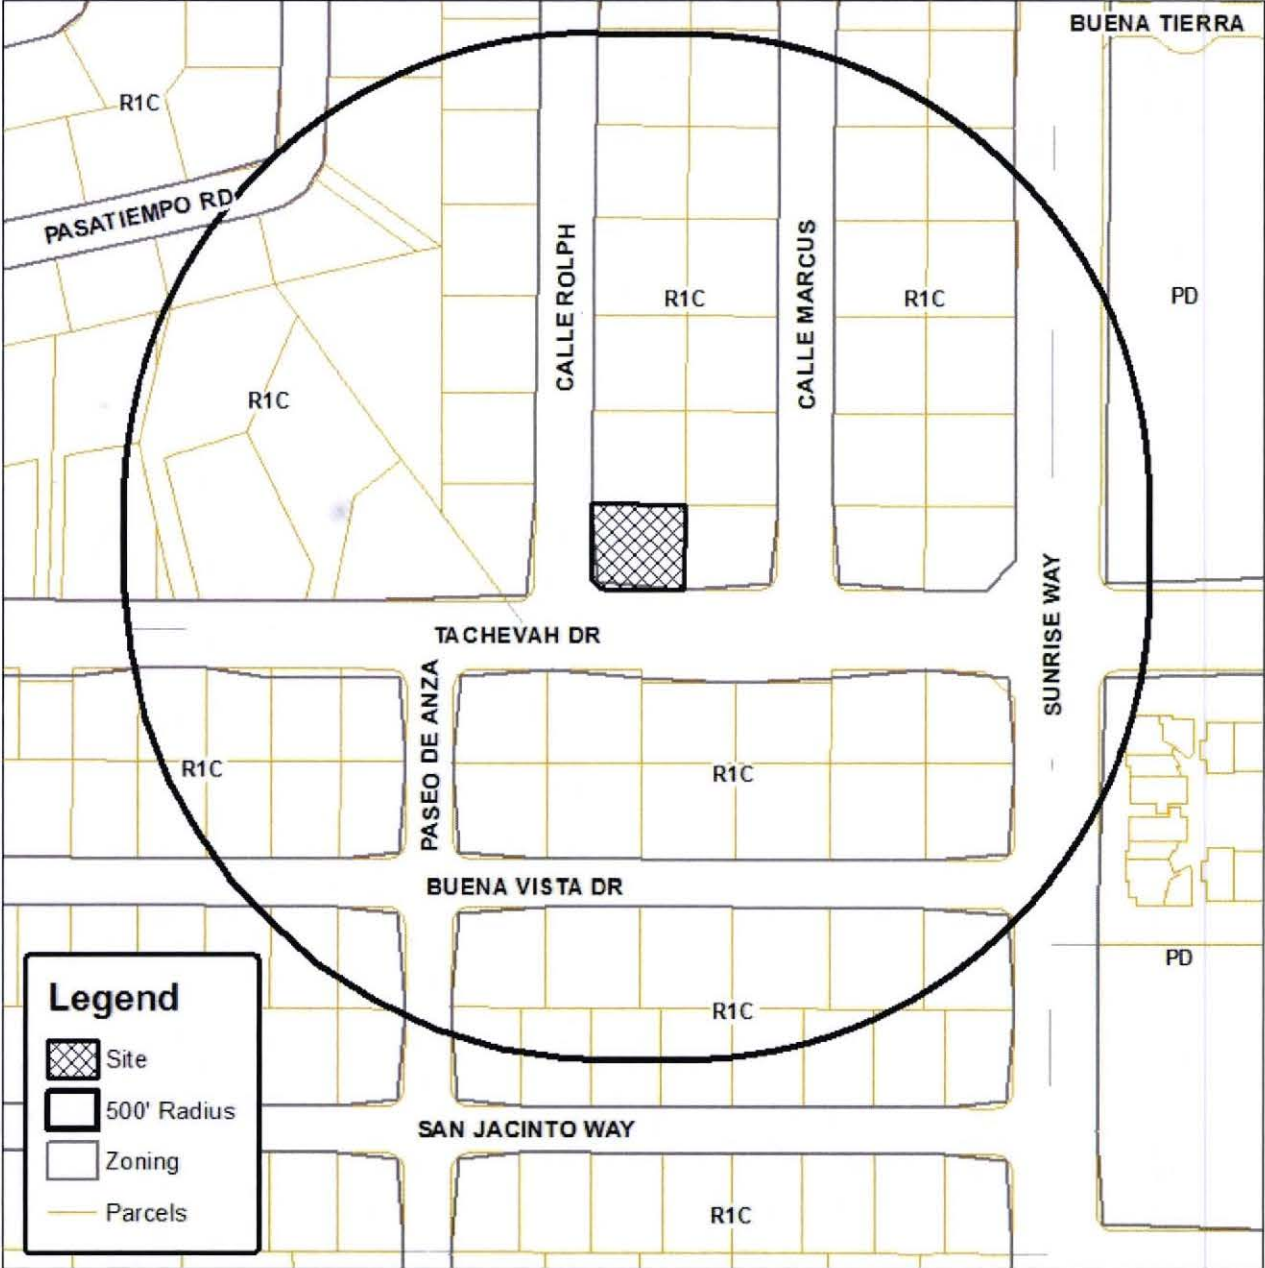 BUENA TIERRA
R1C
PASATIEMPO RD
CALLE ROLPH
CALLE MARCUS
R1C
R1C
PD
R1C
SUNRISE WAY
TACHEVAH DR
PASEO DE ANZA
R1C
R1C
BUENA VISTA DR
PD
Legend
Site
500' Radius
Zoning
Parcels
R1C
SAN JACINTO WAY
R1C